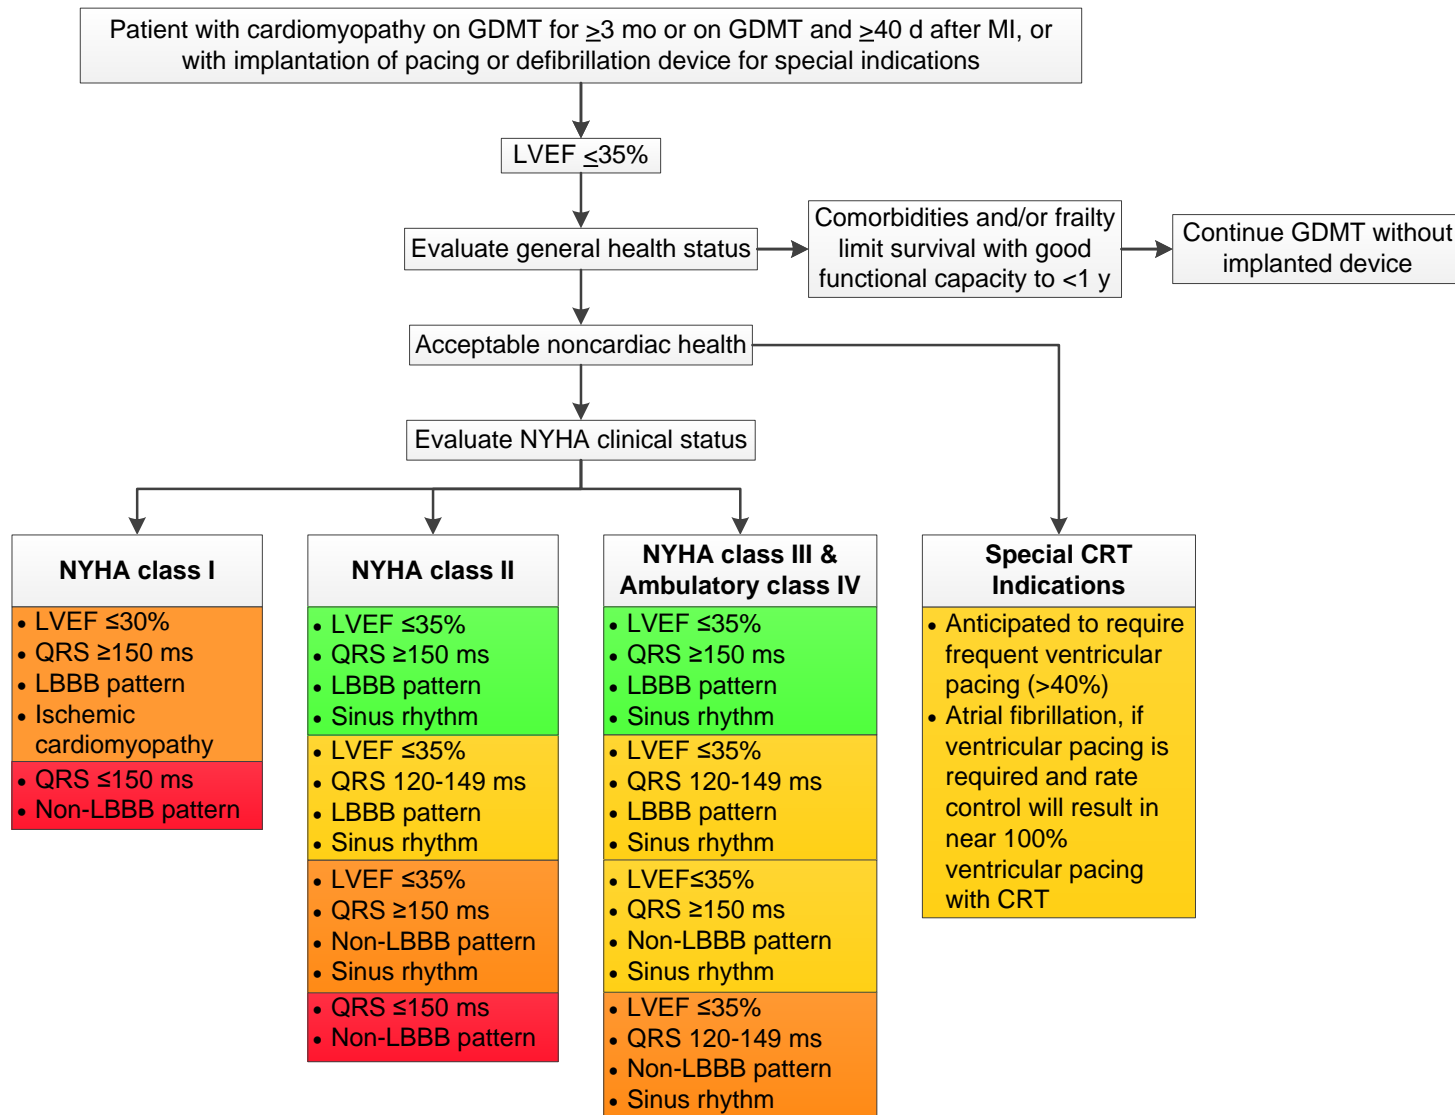 Patient with cardiomyopathy on GDMT for ≥3 mo or on GDMT and ≥40 d after MI, or
with implantation of pacing or defibrillation device for special indications
LVEF ≤35%
Evaluate general health status
Comorbidities and/or frailty
limit survival with good
functional capacity to <1 y
Continue GDMT without
implanted device
Acceptable noncardiac health
Evaluate NYHA clinical status
NYHA class I
• LVEF ≤30%
• QRS ≥150 ms
• LBBB pattern
• Ischemic
cardiomyopathy
• QRS ≤150 ms
• Non-LBBB pattern
NYHA class II
• LVEF ≤35%
• QRS ≥150 ms
• LBBB pattern
• Sinus rhythm
• LVEF ≤35%
• QRS 120-149 ms
• LBBB pattern
• Sinus rhythm
• LVEF ≤35%
• QRS ≥150 ms
• Non-LBBB pattern
• Sinus rhythm
• QRS ≤150 ms
• Non-LBBB pattern
NYHA class III &
Ambulatory class IV
• LVEF ≤35%
• QRS ≥150 ms
• LBBB pattern
• Sinus rhythm
• LVEF ≤35%
• QRS 120-149 ms
• LBBB pattern
• Sinus rhythm
• LVEF≤35%
• QRS ≥150 ms
• Non-LBBB pattern
• Sinus rhythm
• LVEF ≤35%
• QRS 120-149 ms
• Non-LBBB pattern
• Sinus rhythm
Special CRT
Indications
• Anticipated to require
frequent ventricular
pacing (>40%)
• Atrial fibrillation, if
ventricular pacing is
required and rate
control will result in
near 100%
ventricular pacing
with CRT